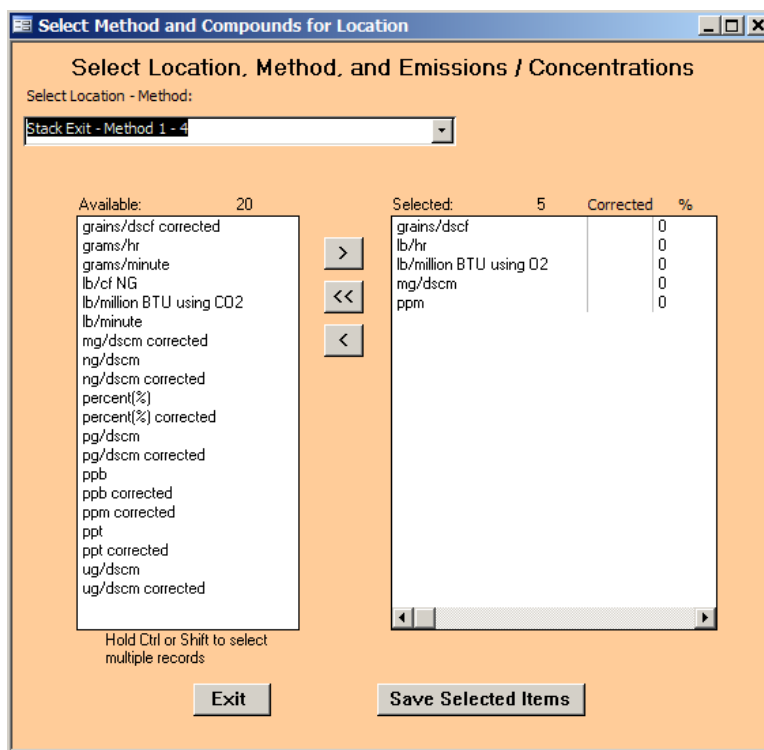 Select Method and Compounds for Location
Select Location, Method, and Emissions / Concentrations
Select Location - Method:
Stack Exit - Method 1 - 4
Available: 20
grains/dscf corrected
grams/hr
grams/minute
lb/cf NG
lb/million BTU using CO2
lb/minute
mg/dscm corrected
ng/dscm
ng/dscm corrected
percent(%)
percent(%) corrected
pg/dscm
pg/dscm corrected
ppb
ppb corrected
ppm corrected
ppt
ppt corrected
ug/dscm
ug/dscm corrected
Hold Ctrl or Shift to select
multiple records
>
<<
<
Selected: 5 Corrected %
grains/dscf 0
lb/hr 0
lb/million BTU using O2 0
mg/dscm 0
ppm 0
Exit
Save Selected Items